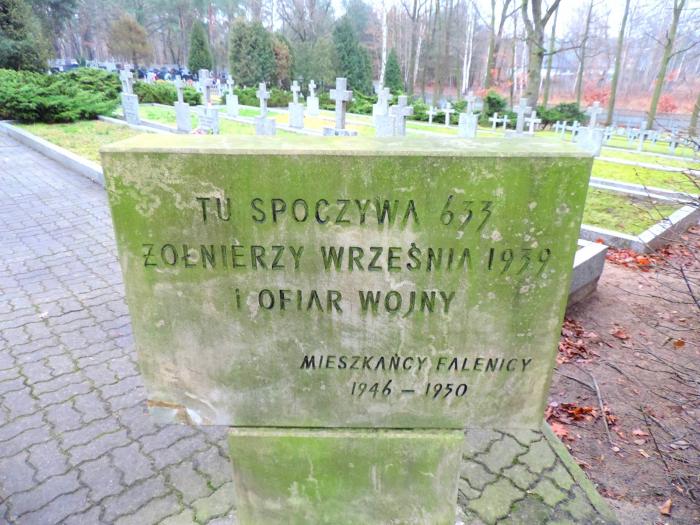 TU SPOCZYWA 633
ŻOŁNIERZY WRZEŚNIA 1939
i OFIAR WOJNY
MIESZKAŃCY FALENICY
1946 – 1950